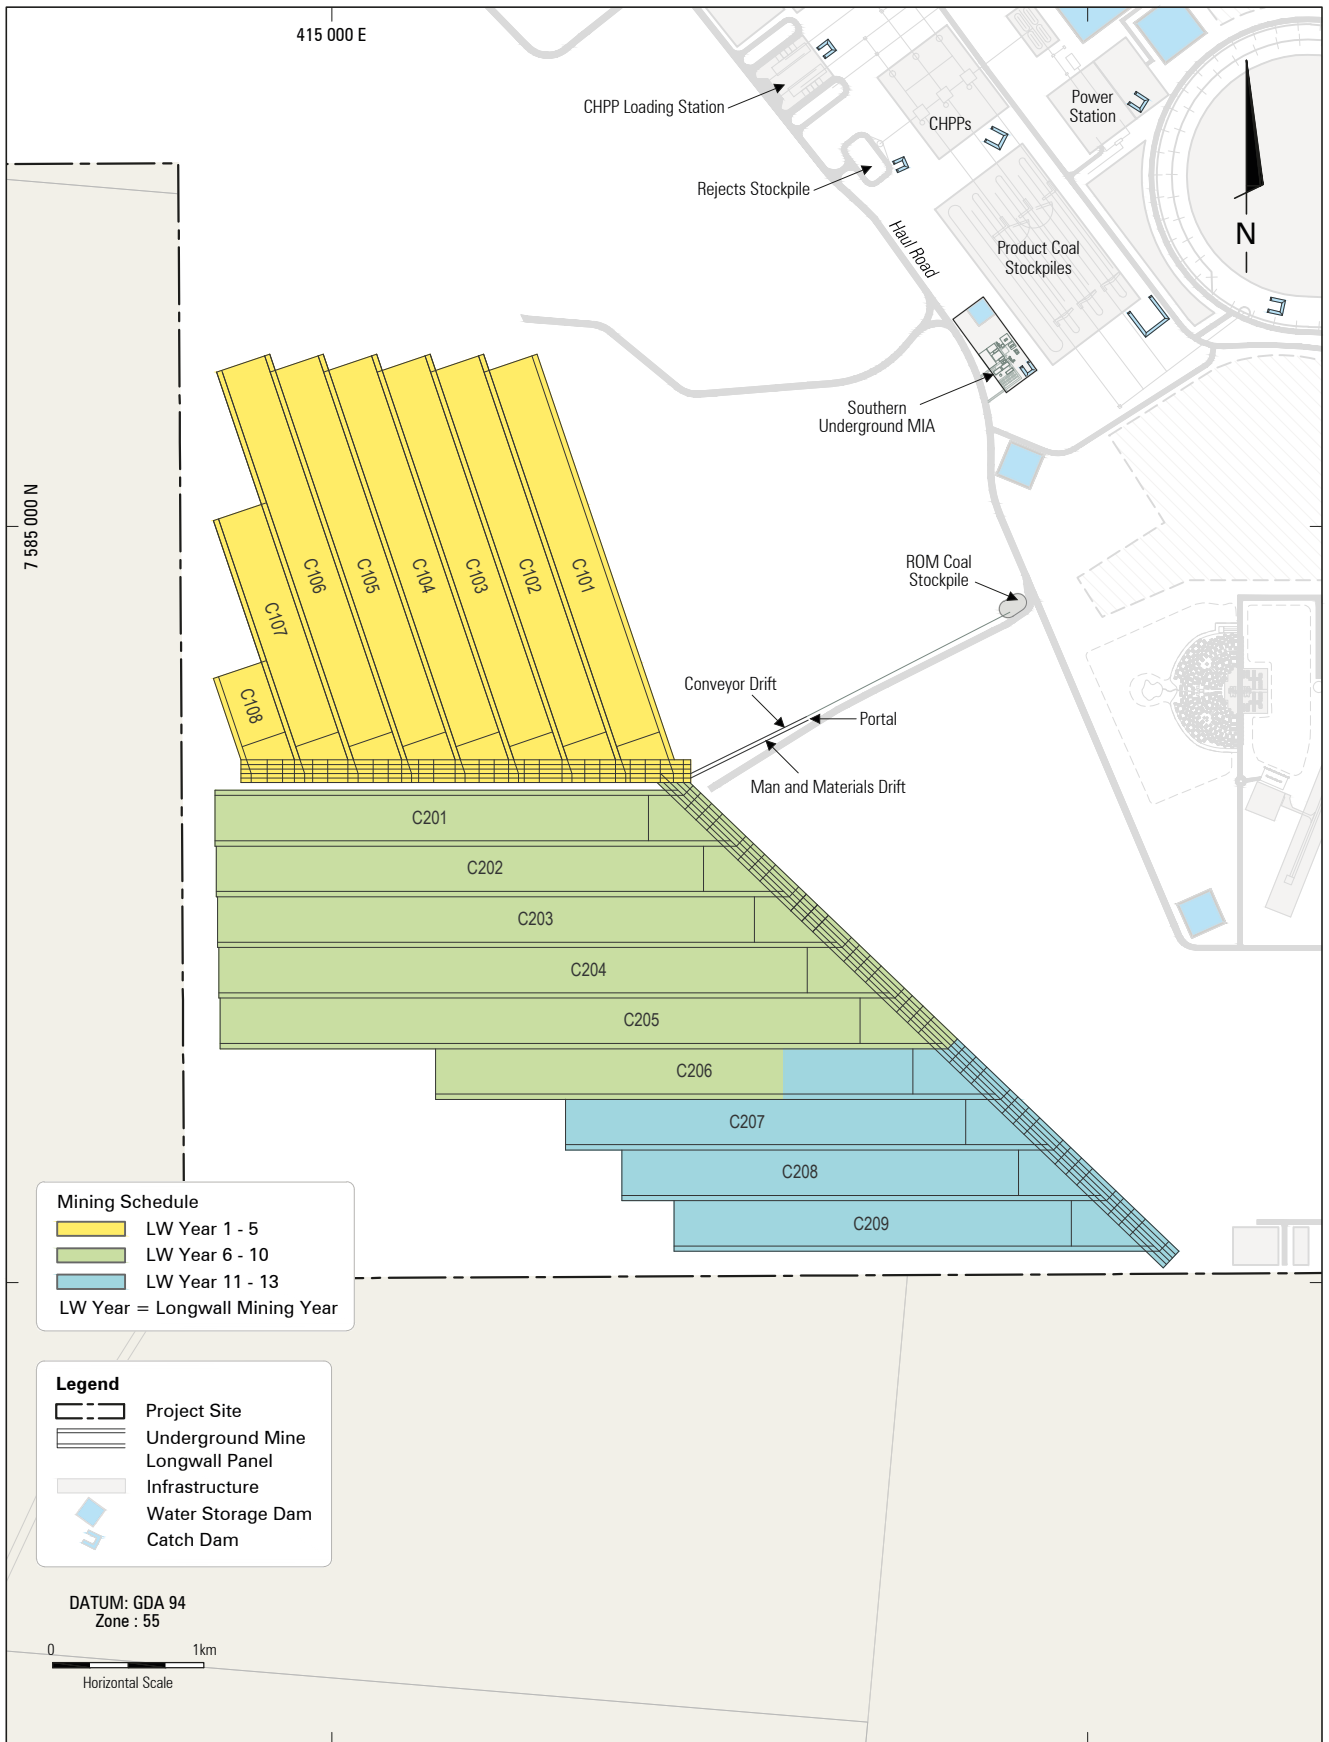 415 000 E
CHPP Loading Station
CHPPs
Power
Station
Rejects Stockpile
Haul Road
Product Coal
Stockpiles
N
Southern
Underground MIA
7 585 000 N
ROM Coal
Stockpile
C101
C102
C103
C104
C105
C106
C107
C108
Conveyor Drift
Portal
Man and Materials Drift
C201
C202
C203
C204
C205
C206
C207
C208
C209
Mining Schedule
LW Year 1 - 5
LW Year 6 - 10
LW Year 11 - 13
LW Year = Longwall Mining Year
Legend
Project Site
Underground Mine
Longwall Panel
Infrastructure
Water Storage Dam
Catch Dam
DATUM: GDA 94
Zone : 55
0 1km
Horizontal Scale